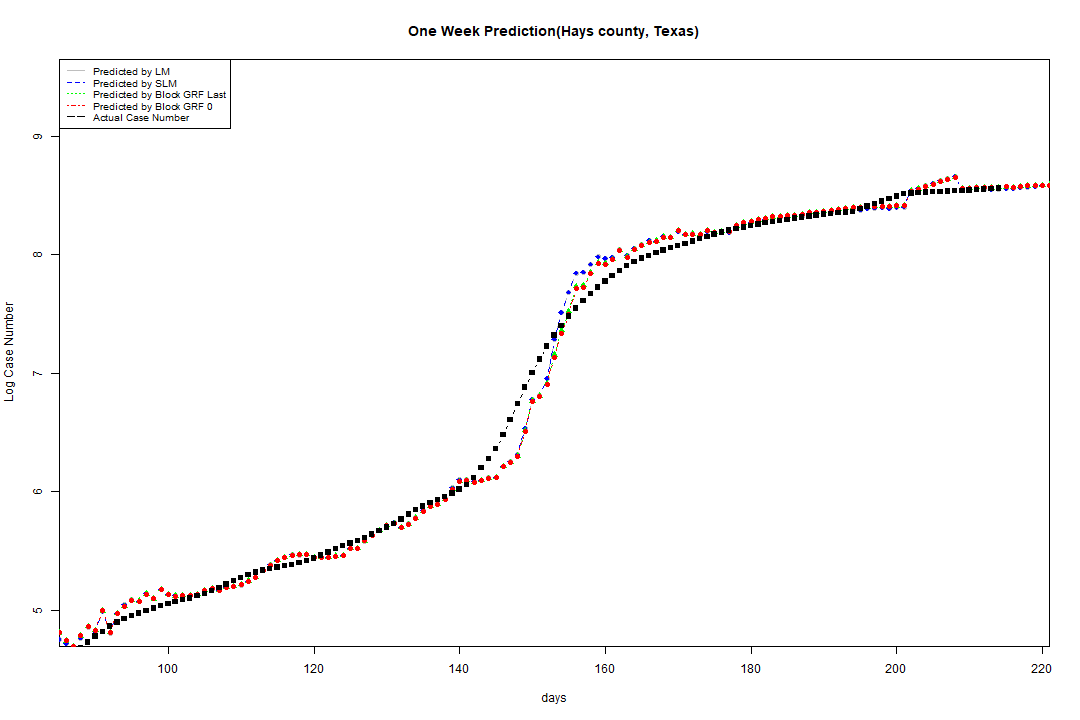 One Week Prediction(Hays county, Texas)
Predicted by LM
Predicted by SLM
Predicted by Block GRF Last
Predicted by Block GRF 0
Actual Case Number
9
8
7
6
5
Log Case Number
100 120 140 160 180 200 220
days